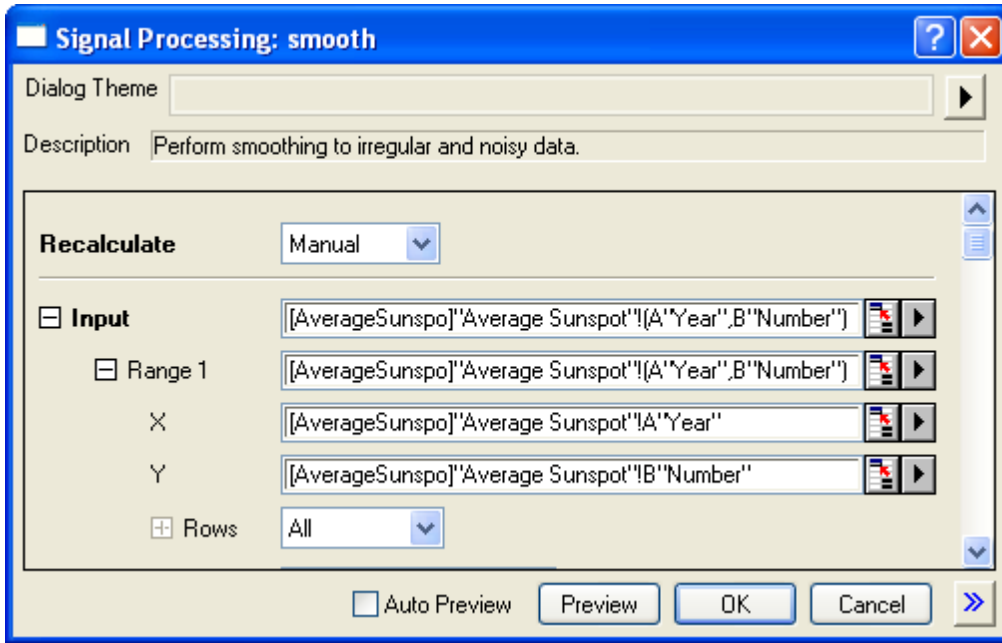 Signal Processing: smooth
Dialog Theme
Description Perform smoothing to irregular and noisy data.
Recalculate Manual
Input [AverageSunspo]"Average Sunspot"!(A"Year",B"Number")
Range 1 [AverageSunspo]"Average Sunspot"!(A"Year",B"Number")
X [AverageSunspo]"Average Sunspot"!A"Year"
Y [AverageSunspo]"Average Sunspot"!B"Number"
Rows All
Auto Preview Preview OK Cancel